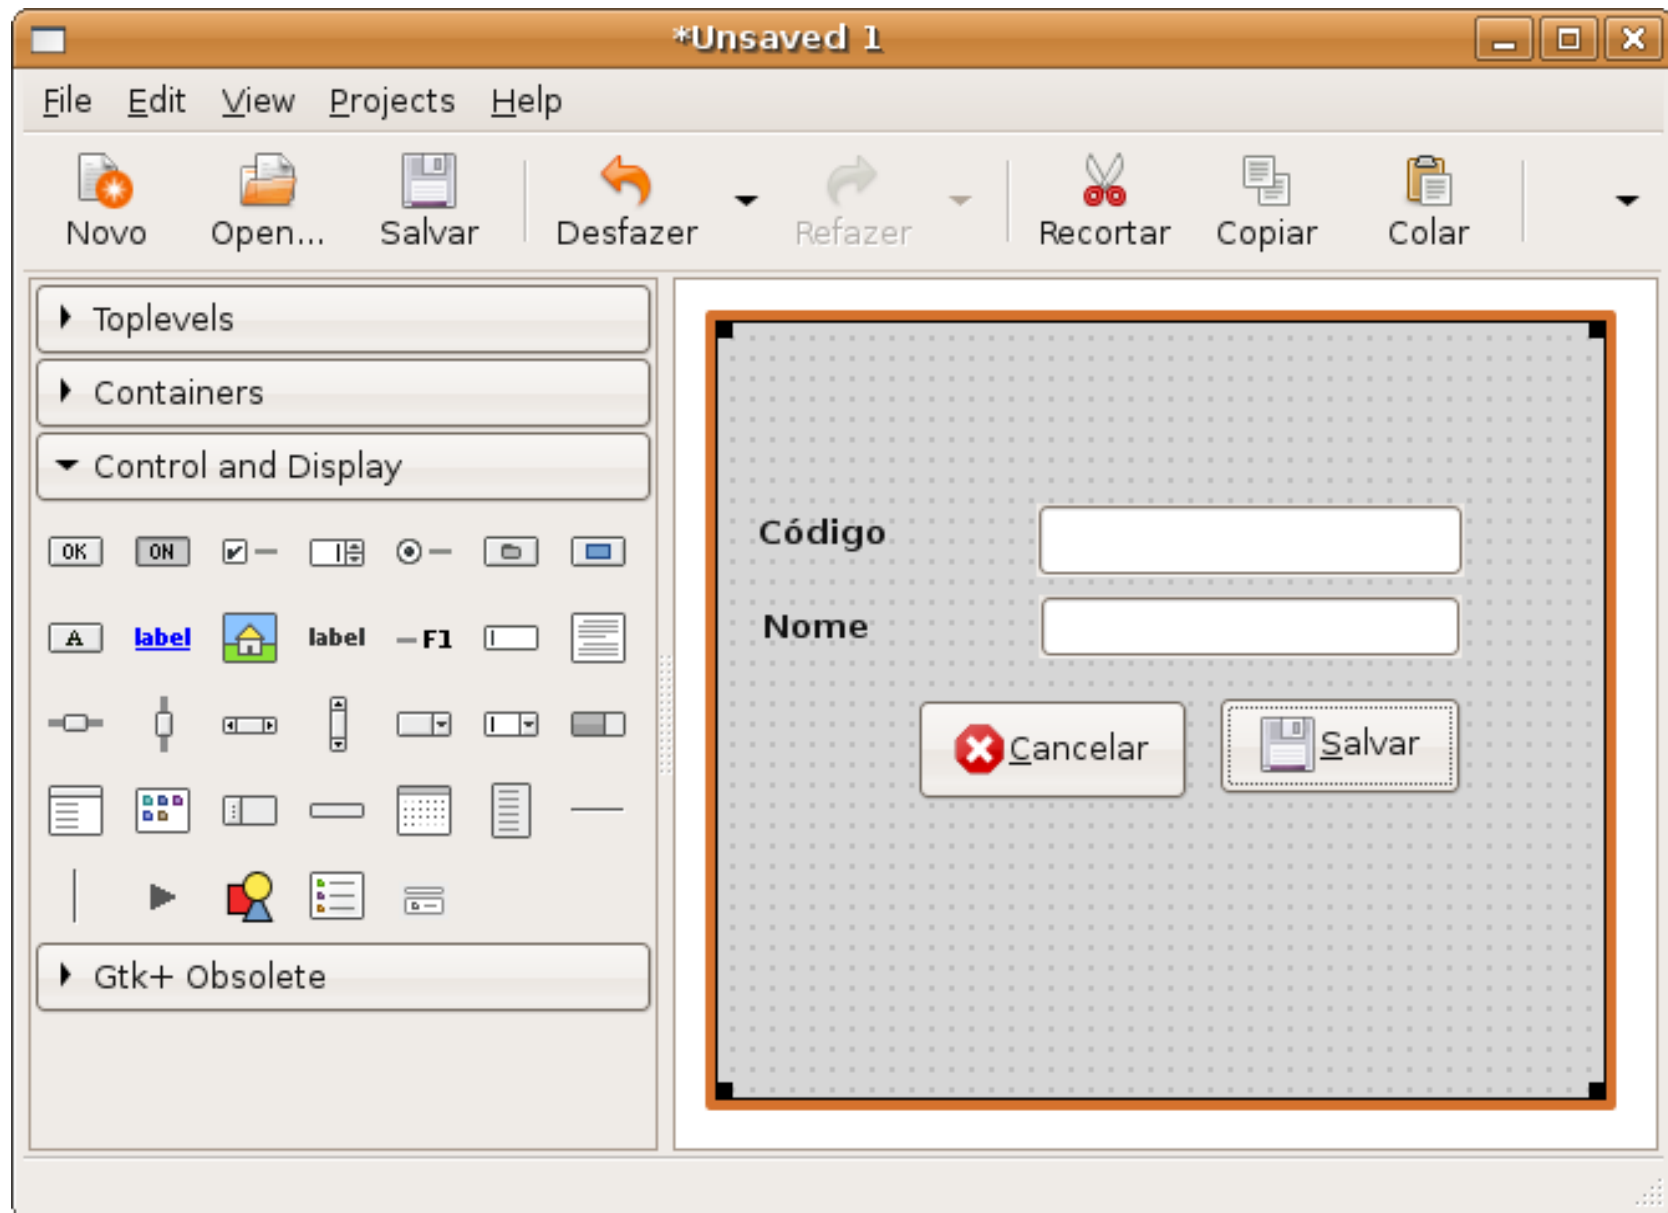 *Unsaved 1
File Edit View Projects Help
Novo Open... Salvar Desfazer Refazer Recortar Copiar Colar
Toplevels
Containers
Control and Display
OK ON
A label label F1
Gtk+ Obsolete
Código
Nome
Cancelar Salvar